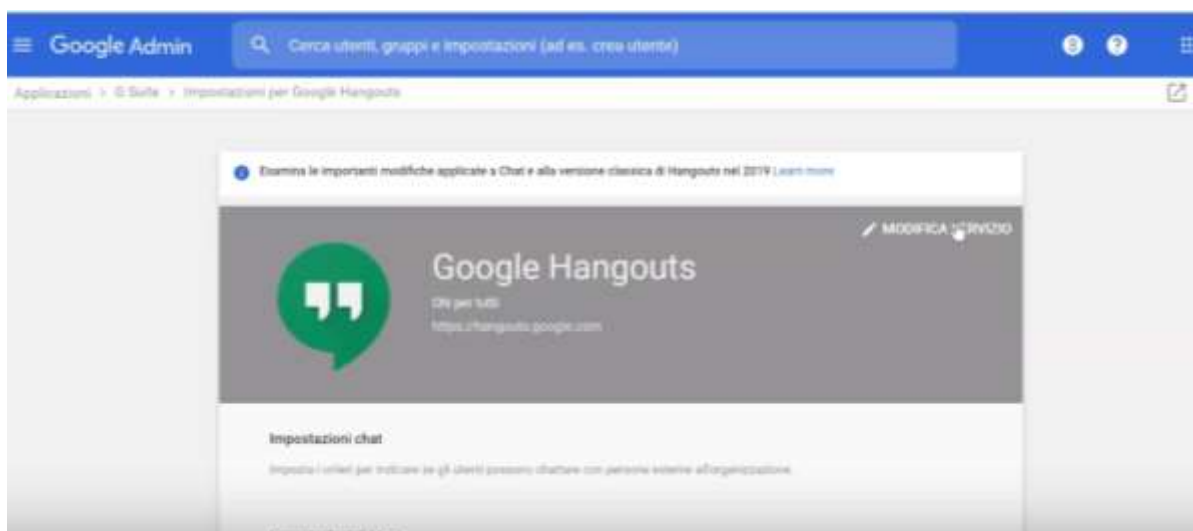 Google Admin
Cerca utenti, gruppi e impostazioni (ad es. crea utente)
Applicazioni > G Suite > Impostazioni per Google Hangouts
Esamina le importanti modifiche applicate a Chat e alla versione classica di Hangouts nel 2019 Learn more
MODIFICA SERVIZIO
Google Hangouts
ON per tutti
https://hangouts.google.com
Impostazioni chat
Imposta i criteri per indicare se gli utenti possono chattare con persone esterne all'organizzazione.